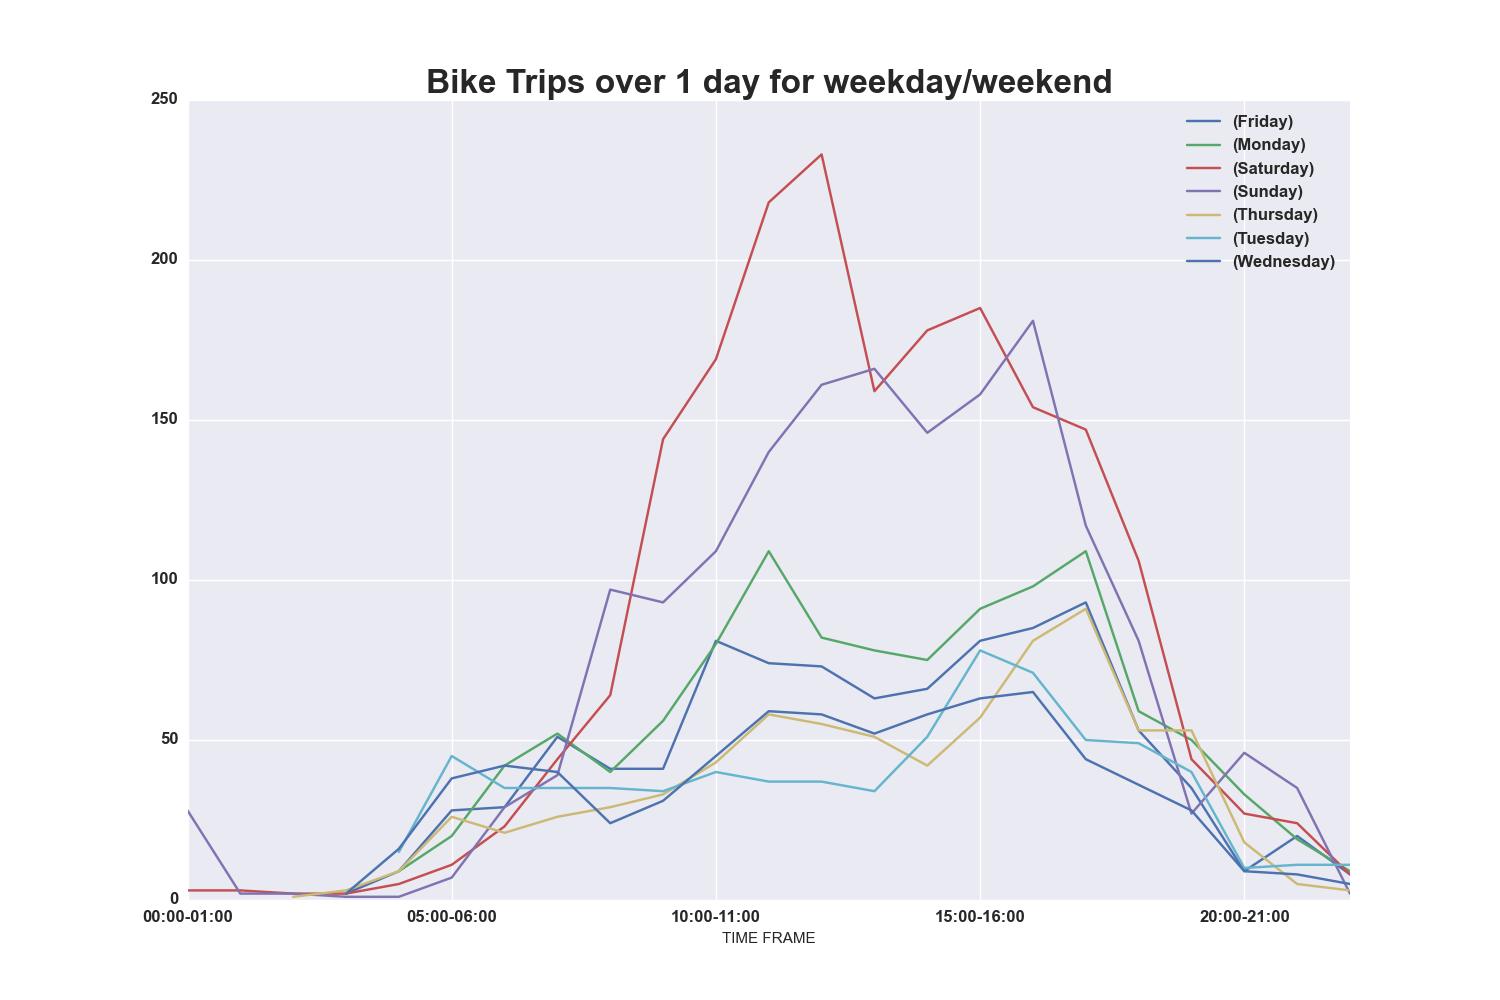 Bike Trips over 1 day for weekday/weekend
250
200
150
100
50
0
(Friday)
(Monday)
(Saturday)
(Sunday)
(Thursday)
(Tuesday)
(Wednesday)
00:00-01:00 05:00-06:00 10:00-11:00 15:00-16:00 20:00-21:00
TIME FRAME